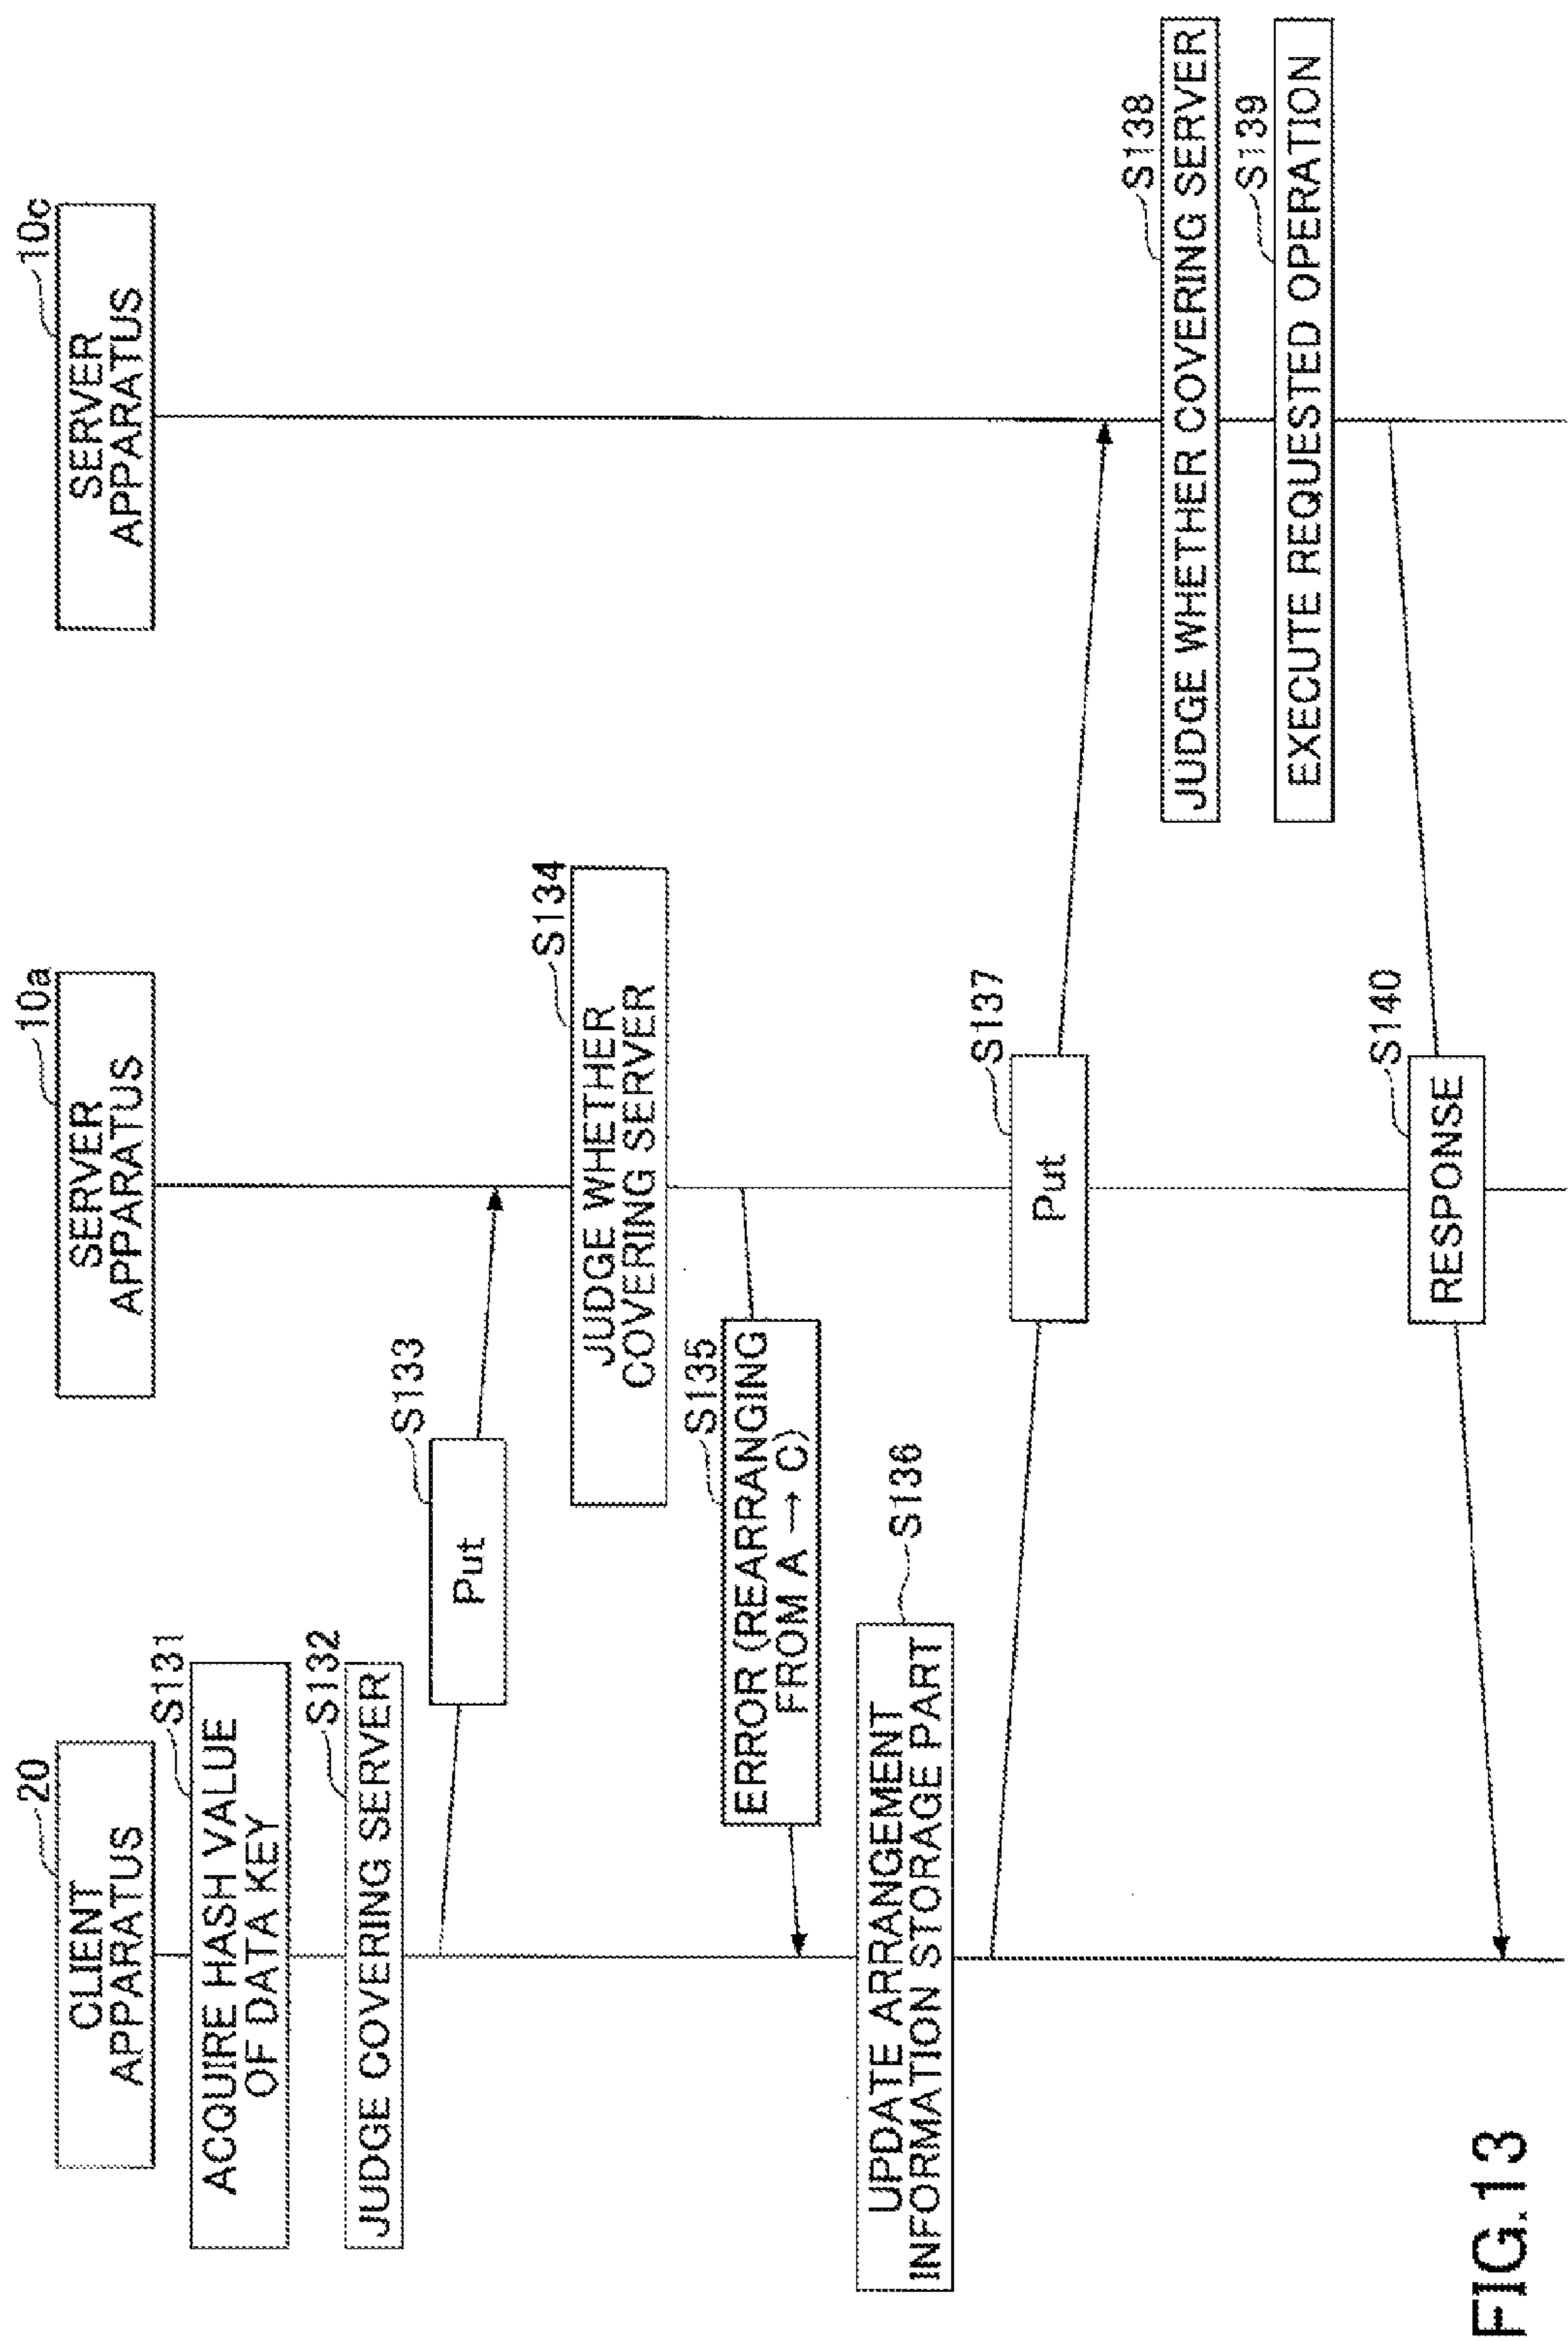 20
CLIENT
APPARATUS
10a
SERVER
APPARATUS
10c
SERVER
APPARATUS
S131
ACQUIRE HASH VALUE
OF DATA KEY
S132
JUDGE COVERING SERVER
S133
Put
S134
JUDGE WHETHER
COVERING SERVER
S135
ERROR (REARRANGING
FROM A → C)
S136
UPDATE ARRANGEMENT
INFORMATION STORAGE PART
S137
Put
S138
JUDGE WHETHER COVERING SERVER
S139
EXECUTE REQUESTED OPERATION
S140
RESPONSE
FIG.13